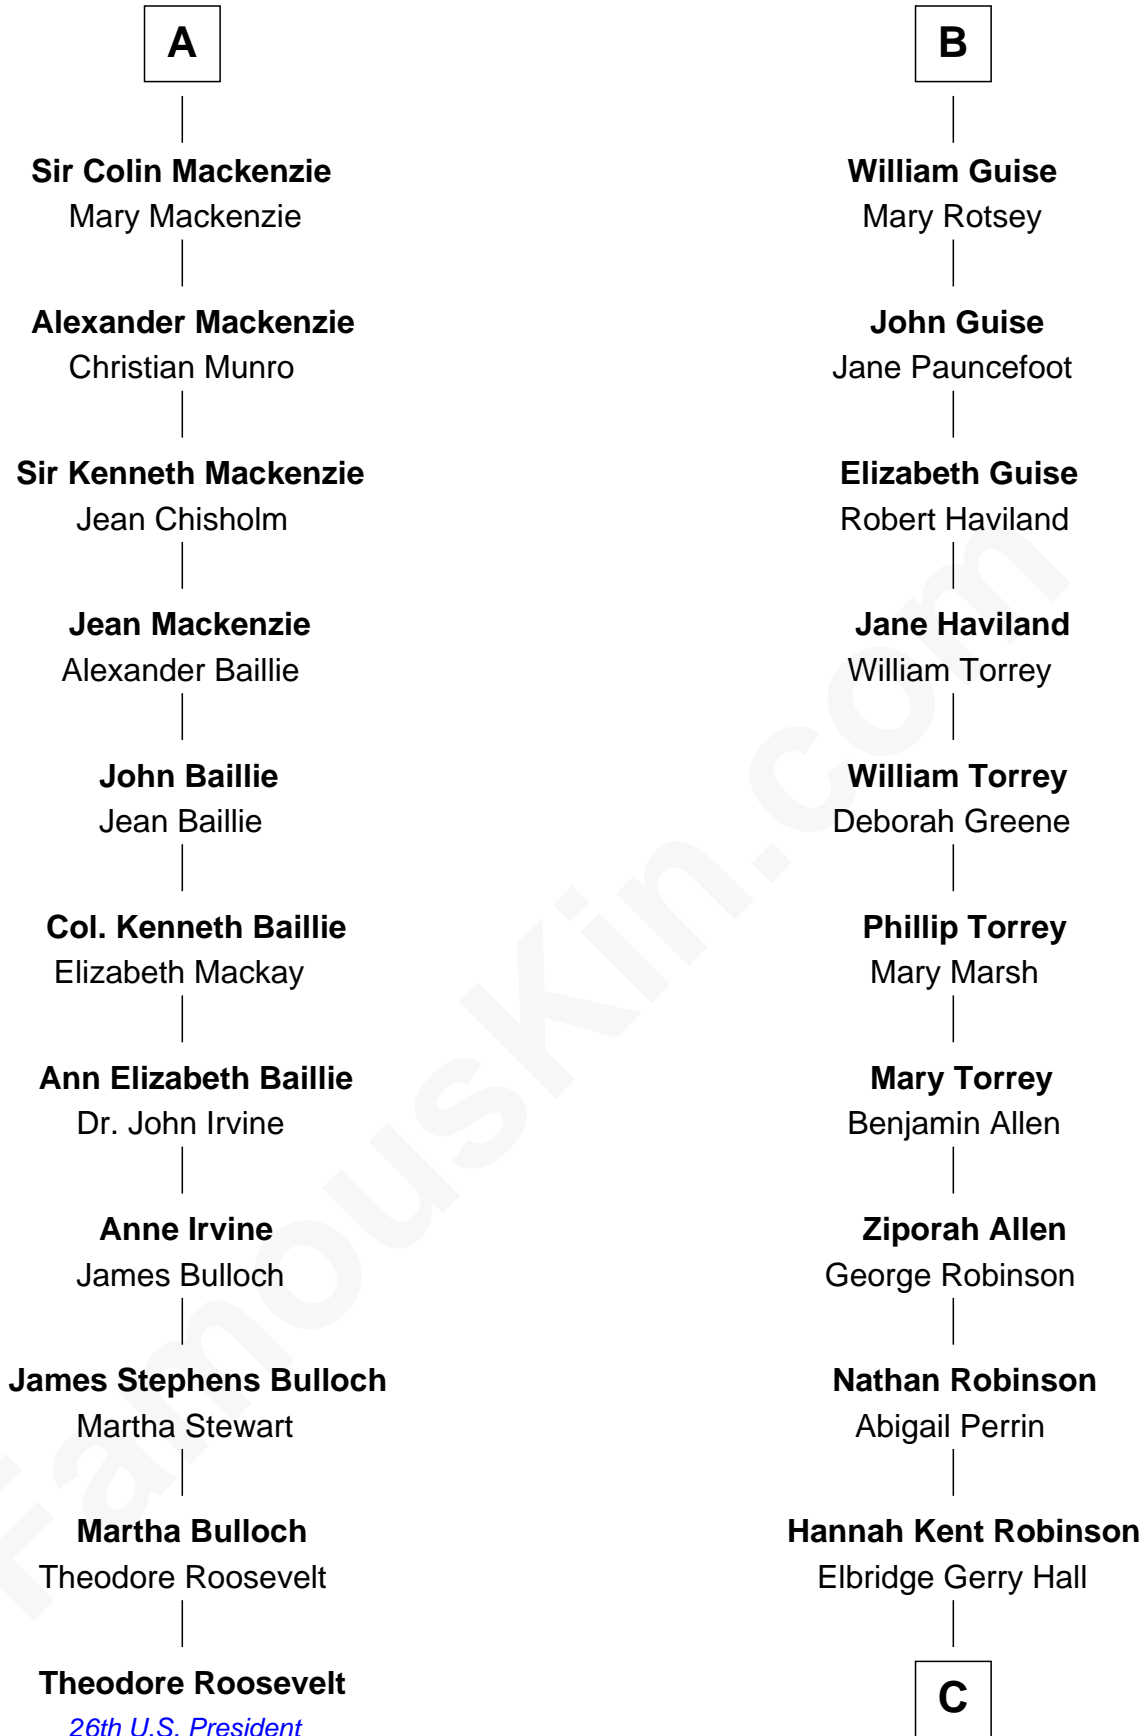 A
Sir Colin Mackenzie
Mary Mackenzie
Alexander Mackenzie
Christian Munro
Sir Kenneth Mackenzie
Jean Chisholm
Jean Mackenzie
Alexander Baillie
John Baillie
Jean Baillie
Col. Kenneth Baillie
Elizabeth Mackay
Ann Elizabeth Baillie
Dr. John Irvine
Anne Irvine
James Bulloch
James Stephens Bulloch
Martha Stewart
Martha Bulloch
Theodore Roosevelt
Theodore Roosevelt
26th U.S. President
B
William Guise
Mary Rotsey
John Guise
Jane Pauncefoot
Elizabeth Guise
Robert Haviland
Jane Haviland
William Torrey
William Torrey
Deborah Greene
Phillip Torrey
Mary Marsh
Mary Torrey
Benjamin Allen
Ziporah Allen
George Robinson
Nathan Robinson
Abigail Perrin
Hannah Kent Robinson
Elbridge Gerry Hall
C
FamousKin.com